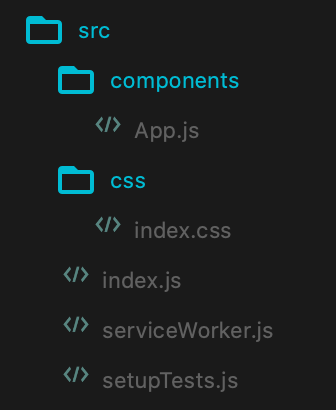 src
components
App.js
css
index.css
index.js
serviceWorker.js
setupTests.js